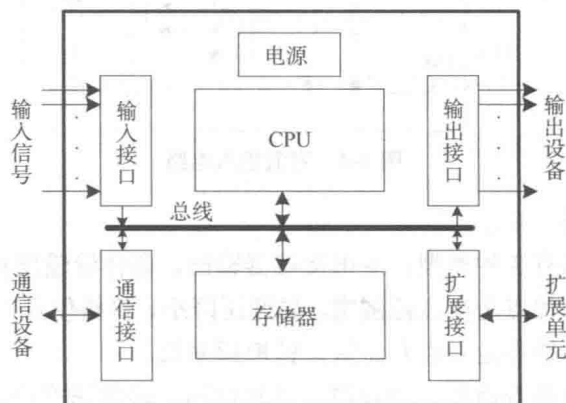 电源
输入信号
输入接口
CPU
输出接口
输出设备
总线
通信设备
通信接口
存储器
扩展接口
扩展单元